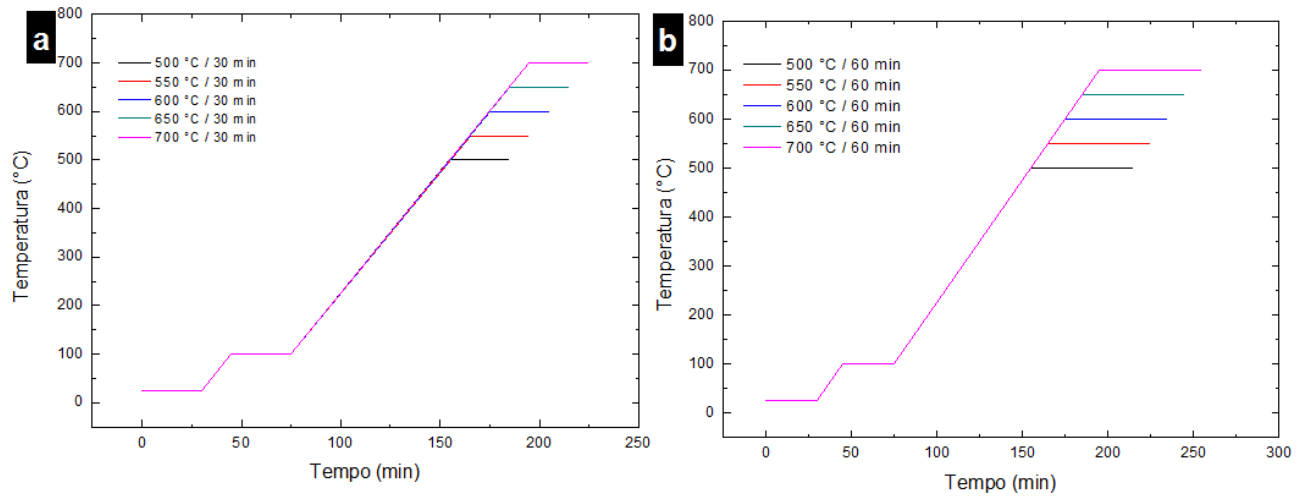 a
800
700
600
500
400
300
200
100
0
Temperatura (°C)
500 °C / 30 min
550 °C / 30 min
600 °C / 30 min
650 °C / 30 min
700 °C / 30 min
0 50 100 150 200 250
Tempo (min)
b
800
700
600
500
400
300
200
100
0
Temperatura (°C)
500 °C / 60 min
550 °C / 60 min
600 °C / 60 min
650 °C / 60 min
700 °C / 60 min
0 50 100 150 200 250 300
Tempo (min)